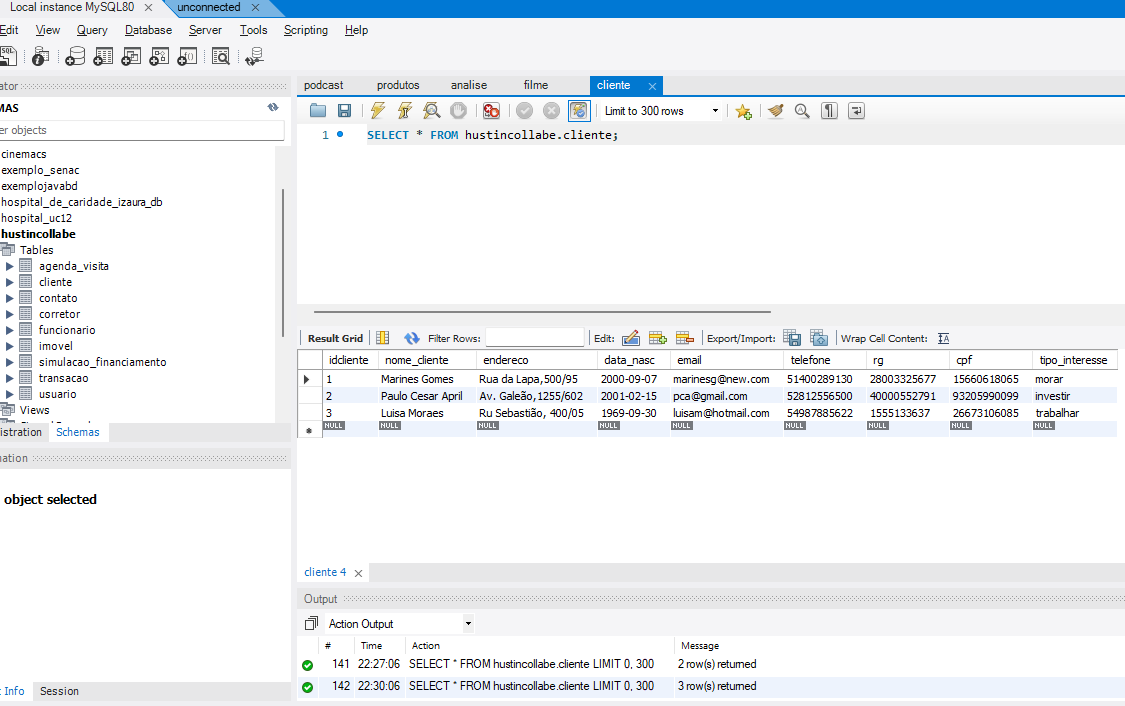 Local instance MySQL80 unconnected
Edit View Query Database Server Tools Scripting Help
ator
MAS
er objects
cinemacs
exemplo_senac
exemplojavabd
hospital_de_caridade_izaura_db
hospital_uc12
hustincollabe
Tables
agenda_visita
cliente
contato
corretor
funcionario
imovel
simulacao_financiamento
transacao
usuario
Views
istration Schemas
nation
object selected
Info Session
podcast produtos analise filme cliente
Limit to 300 rows
1 SELECT * FROM hustincollabe.cliente;
Result Grid Filter Rows: Edit: Export/Import: Wrap Cell Content:
idcliente nome_cliente endereco data_nasc email telefone rg cpf tipo_interesse
1 Marines Gomes Rua da Lapa,500/95 2000-09-07 marinesg@new.com 51400289130 28003325677 15660618065 morar
2 Paulo Cesar April Av. Galeão,1255/602 2001-02-15 pca@gmail.com 52812556500 40000552791 93205990099 investir
3 Luisa Moraes Ru Sebastião, 400/05 1969-09-30 luisam@hotmail.com 54987885622 1555133637 26673106085 trabalhar
NULL NULL NULL NULL NULL NULL NULL NULL NULL
cliente 4
Output
Action Output
# Time Action Message
141 22:27:06 SELECT * FROM hustincollabe.cliente LIMIT 0, 300 2 row(s) returned
142 22:30:06 SELECT * FROM hustincollabe.cliente LIMIT 0, 300 3 row(s) returned